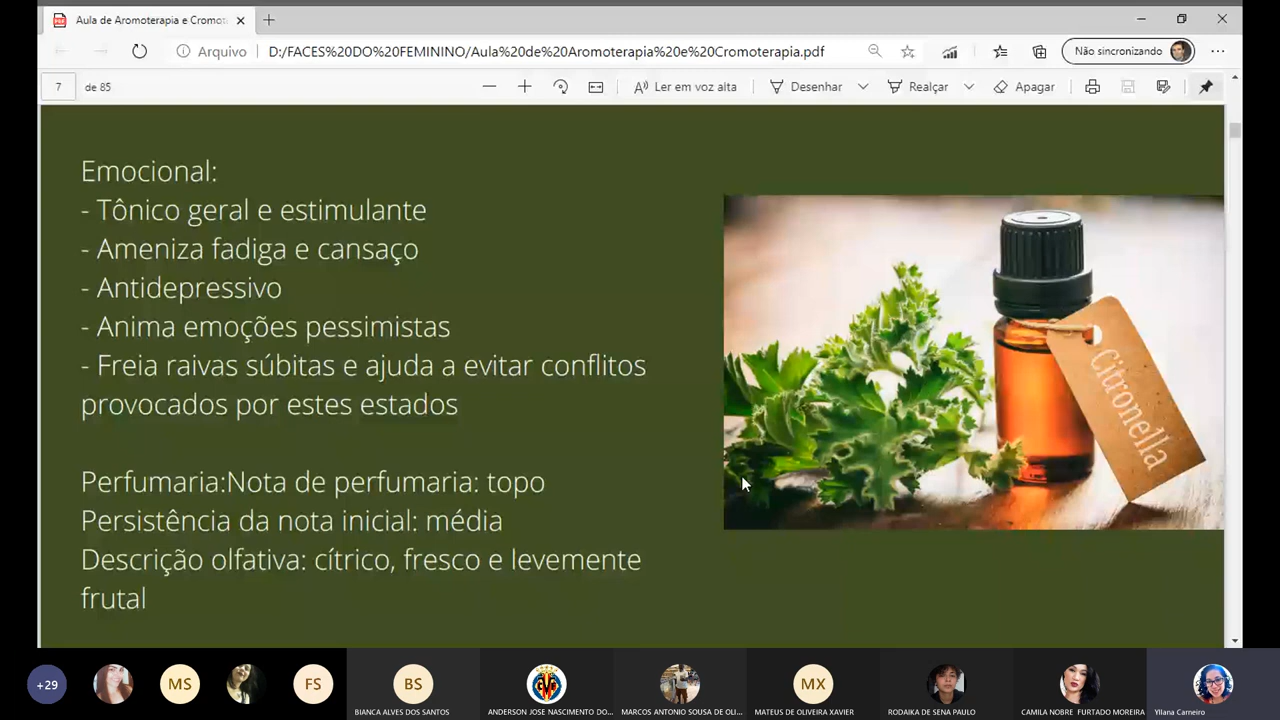 Aula de Aromoterapia e Cromot
Arquivo
D:/FACES%20DO%20FEMININO/Aula%20de%20Aromoterapia%20e%20Cromoterapia.pdf
Não sincronizando
7 de 85
Ler em voz alta
Desenhar
Realçar
Apagar
Emocional:
- Tônico geral e estimulante
- Ameniza fadiga e cansaço
- Antidepressivo
- Anima emoções pessimistas
- Freia raivas súbitas e ajuda a evitar conflitos
provocados por estes estados
Perfumaria:Nota de perfumaria: topo
Persistência da nota inicial: média
Descrição olfativa: cítrico, fresco e levemente
frutal
Citronella
+29
MS
FS
BS
MX
BIANCA ALVES DOS SANTOS
ANDERSON JOSE NASCIMENTO DO...
MARCOS ANTONIO SOUSA DE OLI...
MATEUS DE OLIVEIRA XAVIER
RODAIKA DE SENA PAULO
CAMILA NOBRE FURTADO MOREIRA
Yllana Carneiro